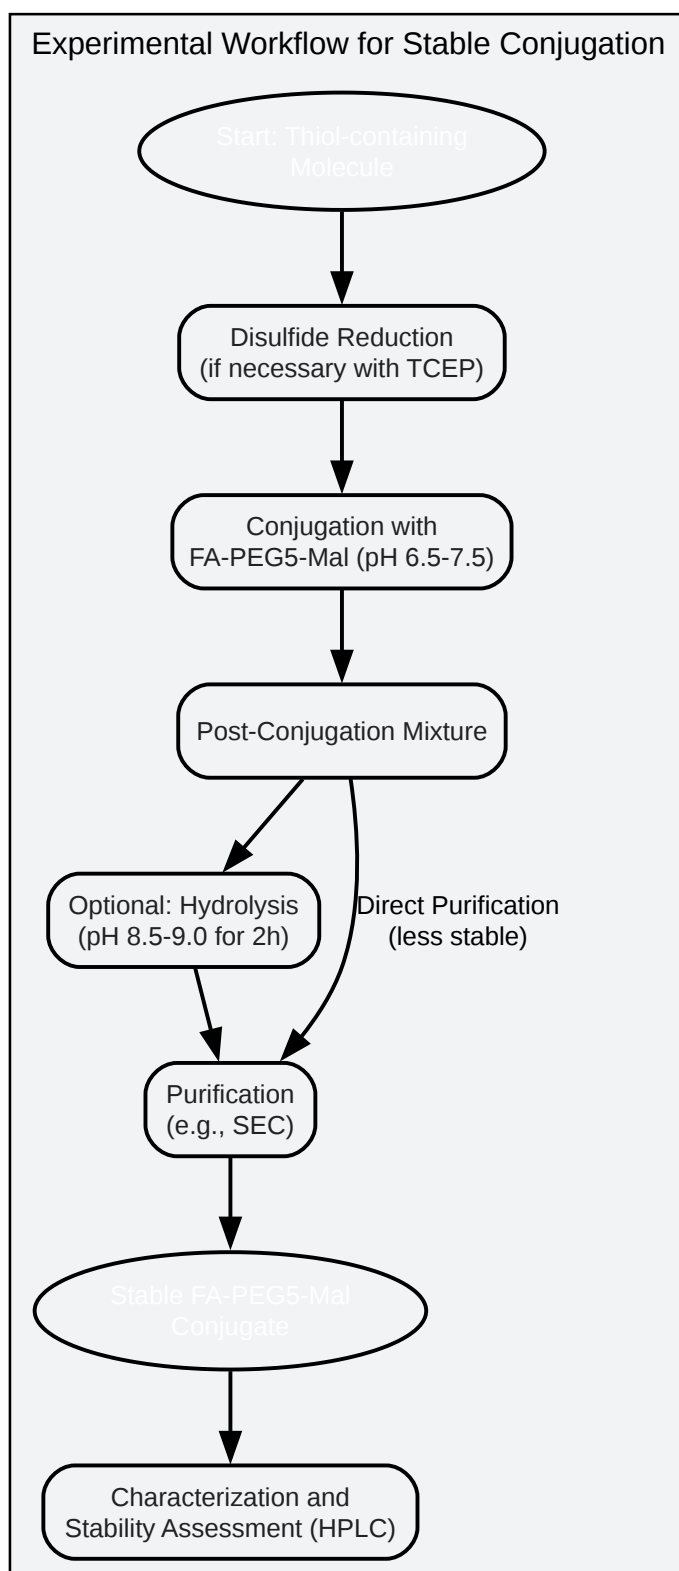 Experimental Workflow for Stable Conjugation
Start: Thiol-containing
Molecule
Disulfide Reduction
(if necessary with TCEP)
Conjugation with
FA-PEG5-Mal (pH 6.5-7.5)
Post-Conjugation Mixture
Optional: Hydrolysis
(pH 8.5-9.0 for 2h)
Direct Purification
(less stable)
Purification
(e.g., SEC)
Stable FA-PEG5-Mal
Conjugate
Characterization and
Stability Assessment (HPLC)